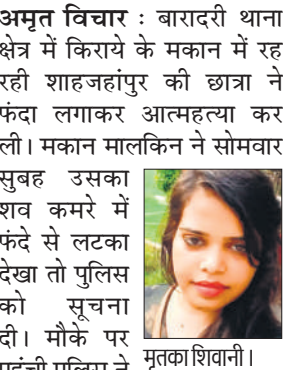 अमृत विचार : बारादरी थाना
क्षेत्र में किराये के मकान में रह
रही शाहजहांपुर की छात्रा ने
फंदा लगाकर आत्महत्या कर
ली। मकान मालकिन ने सोमवार
सुबह उसका
शव कमरे में
फंदे से लटका
देखा तो पुलिस
को सूचना
दी। मौके पर
पहुंची पुलिस ने
मृतका शिवानी।